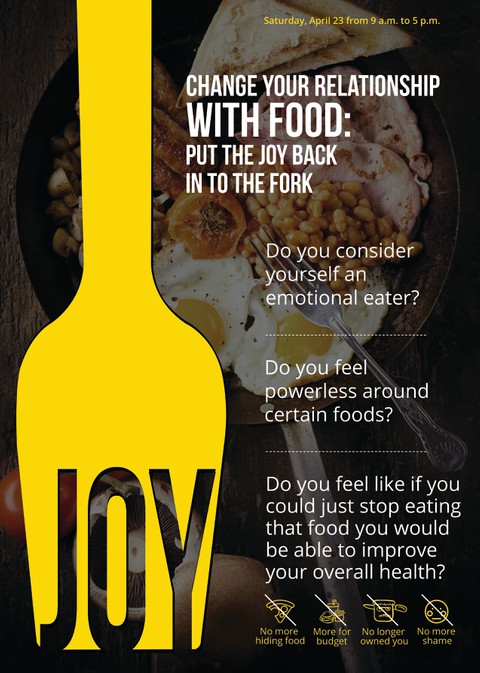 Saturday, April 23 from 9 a.m. to 5 p.m.
CHANGE YOUR RELATIONSHIP
WITH FOOD:
PUT THE JOY BACK
IN TO THE FORK
Do you consider
yourself an
emotional eater?
Do you feel
powerless around
certain foods?
Do you feel like if you
could just stop eating
that food you would
be able to improve
your overall health?
JOY
No more
hiding food
More for
budget
No longer
owned you
No more
shame